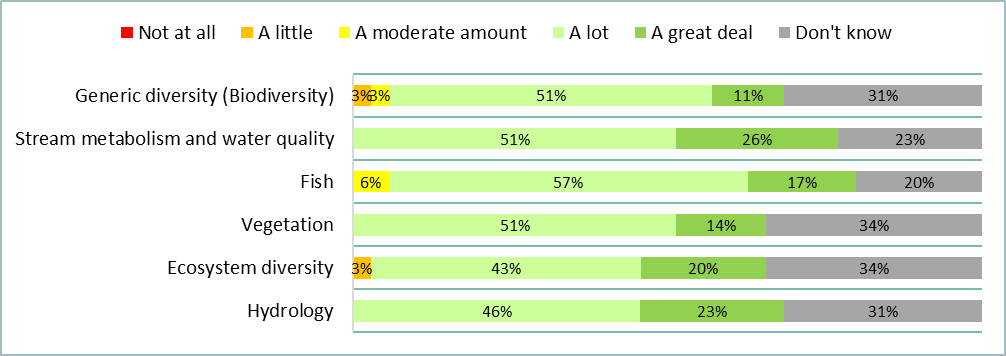 Not at all A little A moderate amount A lot A great deal Don't know
Generic diversity (Biodiversity) 3% 3% 51% 11% 31%
Stream metabolism and water quality 51% 26% 23%
Fish 6% 57% 17% 20%
Vegetation 51% 14% 34%
Ecosystem diversity 3% 43% 20% 34%
Hydrology 46% 23% 31%